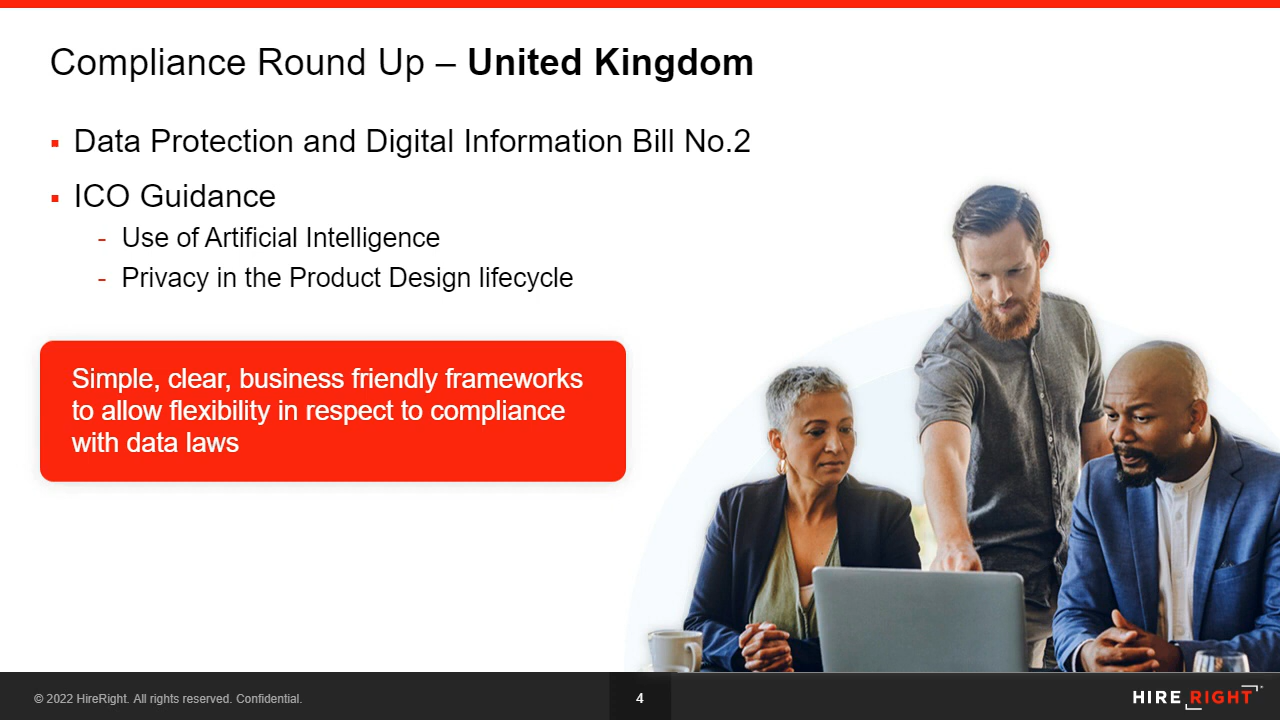 Compliance Round Up – United Kingdom
▪ Data Protection and Digital Information Bill No.2
▪ ICO Guidance
- Use of Artificial Intelligence
- Privacy in the Product Design lifecycle
Simple, clear, business friendly frameworks
to allow flexibility in respect to compliance
with data laws
© 2022 HireRight. All rights reserved. Confidential.
4
HIRE RIGHT